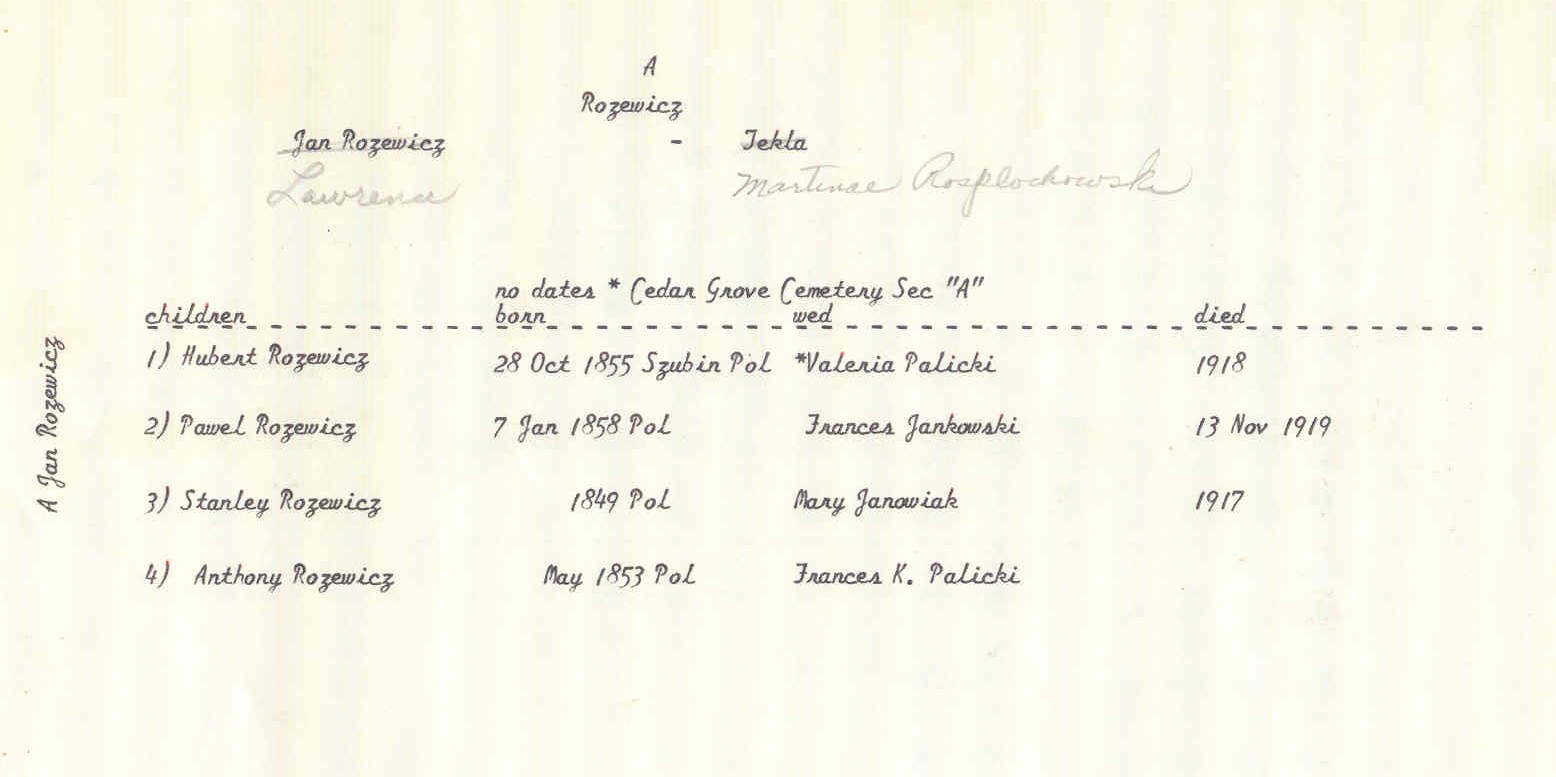 A
Rozewicz
Jan Rozewicz - Tekla
Lawrence Martinae Rosplochowski
no dates * Cedar Grove Cemetery Sec "A"
children born wed died
1) Hubert Rozewicz 28 Oct 1855 Szubin Pol *Valeria Palicki 1918
2) Pawel Rozewicz 7 Jan 1858 Pol Frances Jankowski 13 Nov 1919
3) Stanley Rozewicz 1849 Pol Mary Janowiak 1917
4) Anthony Rozewicz May 1853 Pol Frances K. Palicki
A Jan Rozewicz